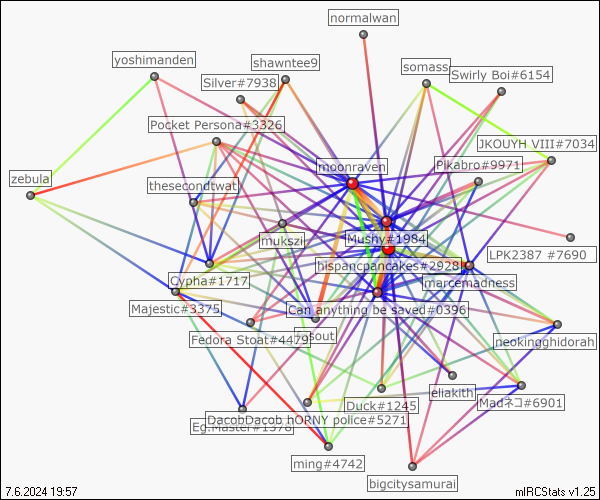 normalwan
yoshimanden
shawntee9
somass
Swirly Boi#6154
Silver#7938
Pocket Persona#3326
JKOUYH VIII#7034
moonraven
Pikabro#9971
zebula
thesecondtwat
mukszi
Mushy#1984
LPK2387 #7690
hispanopancakes#2928
Cypha#1717
marcemadness
Majestic#3375
Can anything be saved#0396
Fedora Stoat#4479
sout
neokingghidorah
eliakith
Duck#1245
Madネコ#6901
DacobDacob hORNY police#5271
Eg.Master#1378
ming#4742
bigcitysamurai
7.6.2024 19:57
mIRCStats v1.25